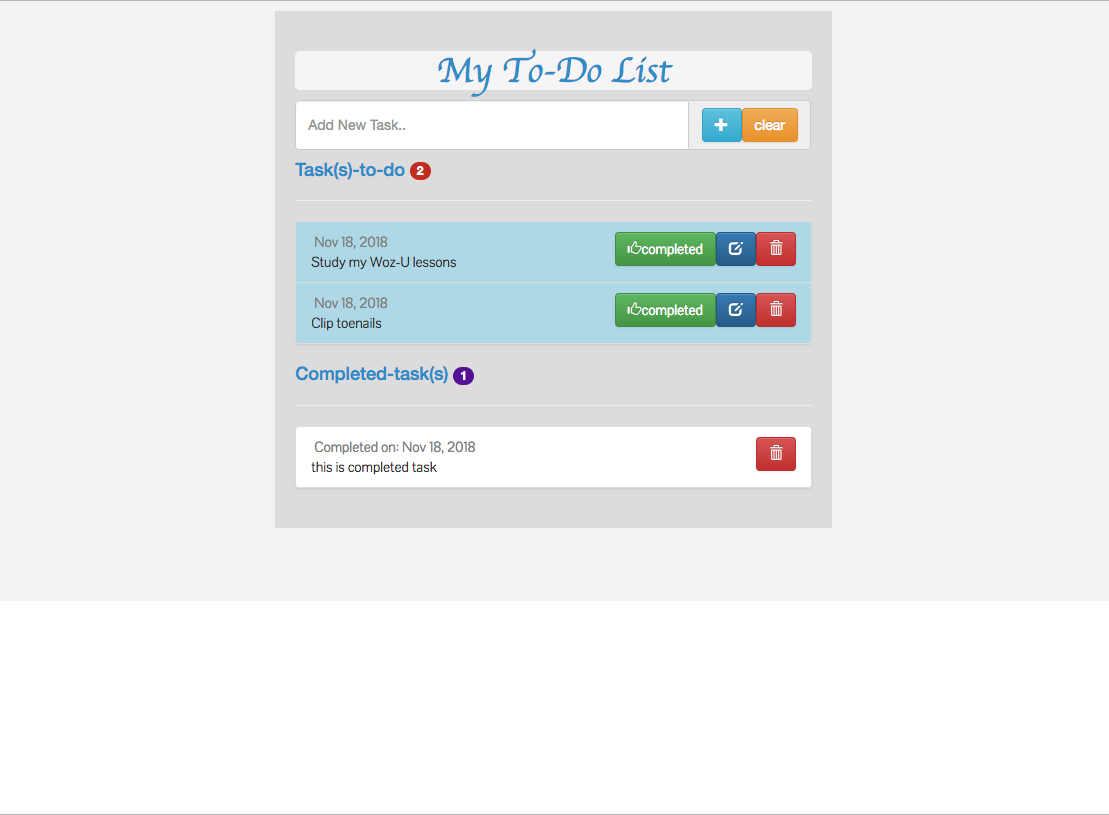 My To-Do List
Add New Task..
clear
Task(s)-to-do 2
Nov 18, 2018
completed
Study my Woz-U lessons
Nov 18, 2018
completed
Clip toenails
Completed-task(s) 1
Completed on: Nov 18, 2018
this is completed task